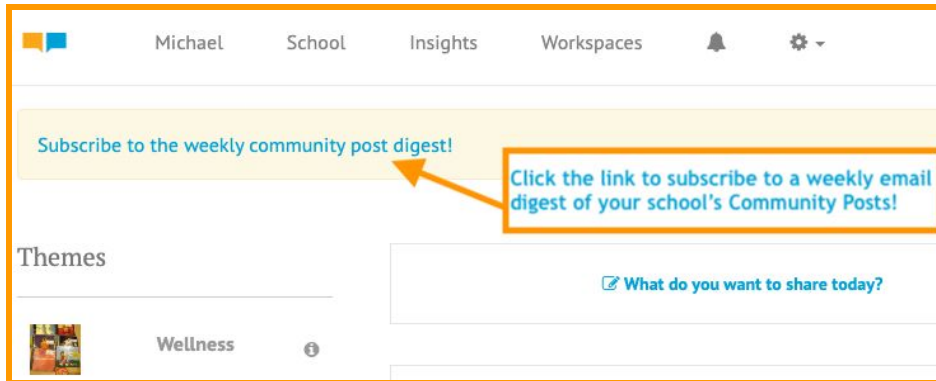 Michael School Insights Workspaces
Subscribe to the weekly community post digest!
Click the link to subscribe to a weekly email
digest of your school's Community Posts!
Themes
What do you want to share today?
Wellness